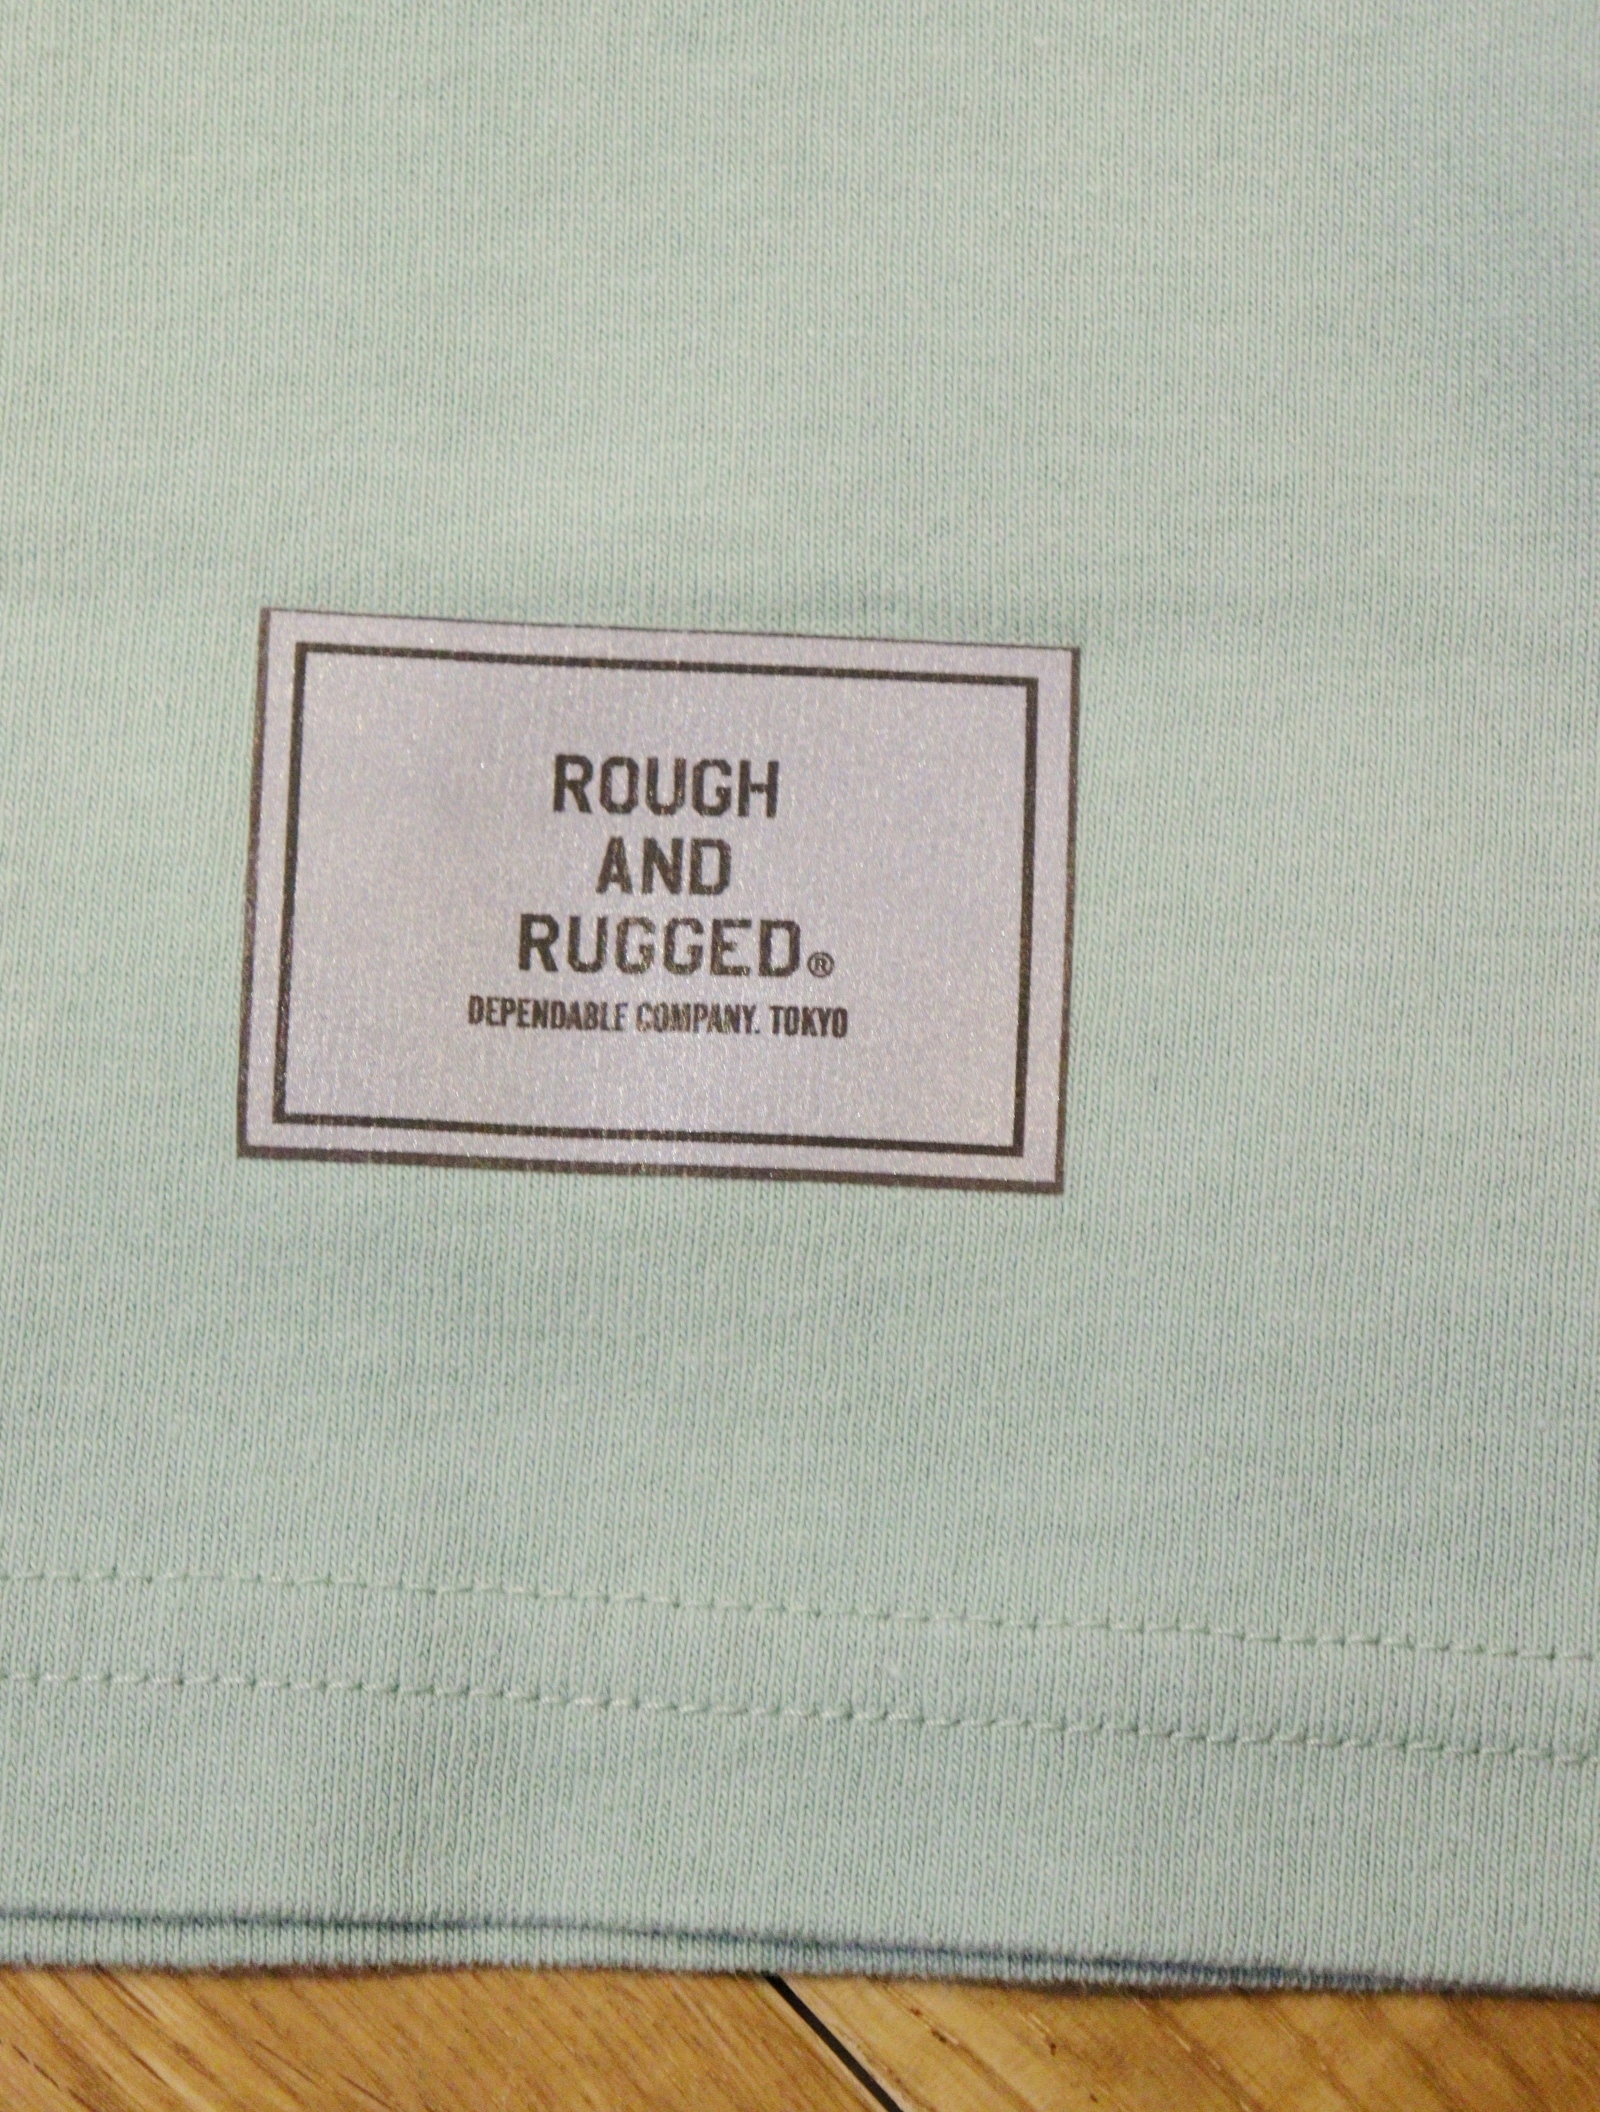 ROUGH
AND
RUGGED®
DEPENDABLE COMPANY. TOKYO